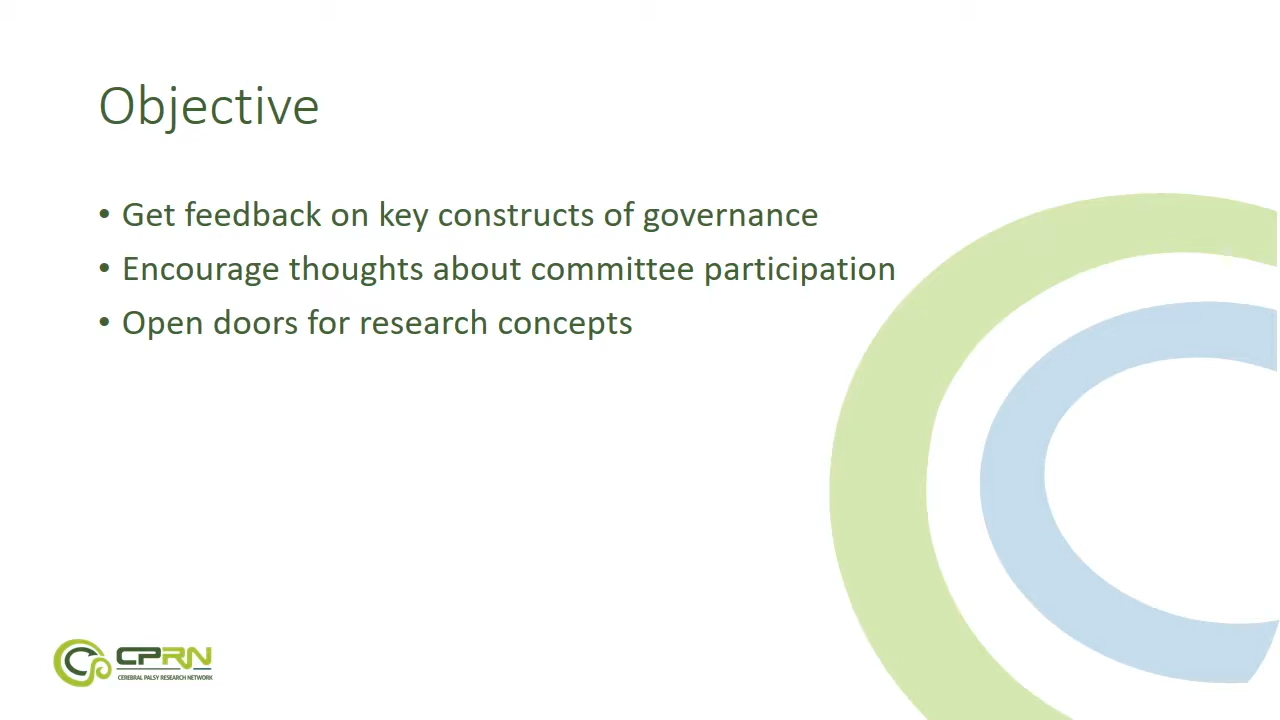 Objective
• Get feedback on key constructs of governance
• Encourage thoughts about committee participation
• Open doors for research concepts
CPRN
CEREBRAL PALSY RESEARCH NETWORK